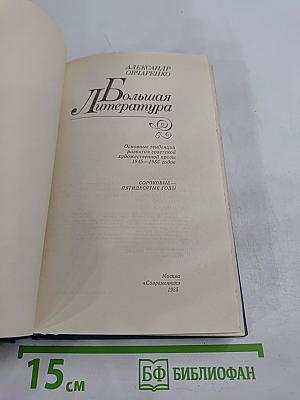 АЛЕКСАНДР
ОВЧАРЕНКО
Большая
Литература
Основные тенденции
развития советской
художественной прозы
1945—1985 годов
СОРОКОВЫЕ—
ПЯТИДЕСЯТЫЕ ГОДЫ
Москва
«Современник»
1985
15 см
БФ БИБЛИОФАН